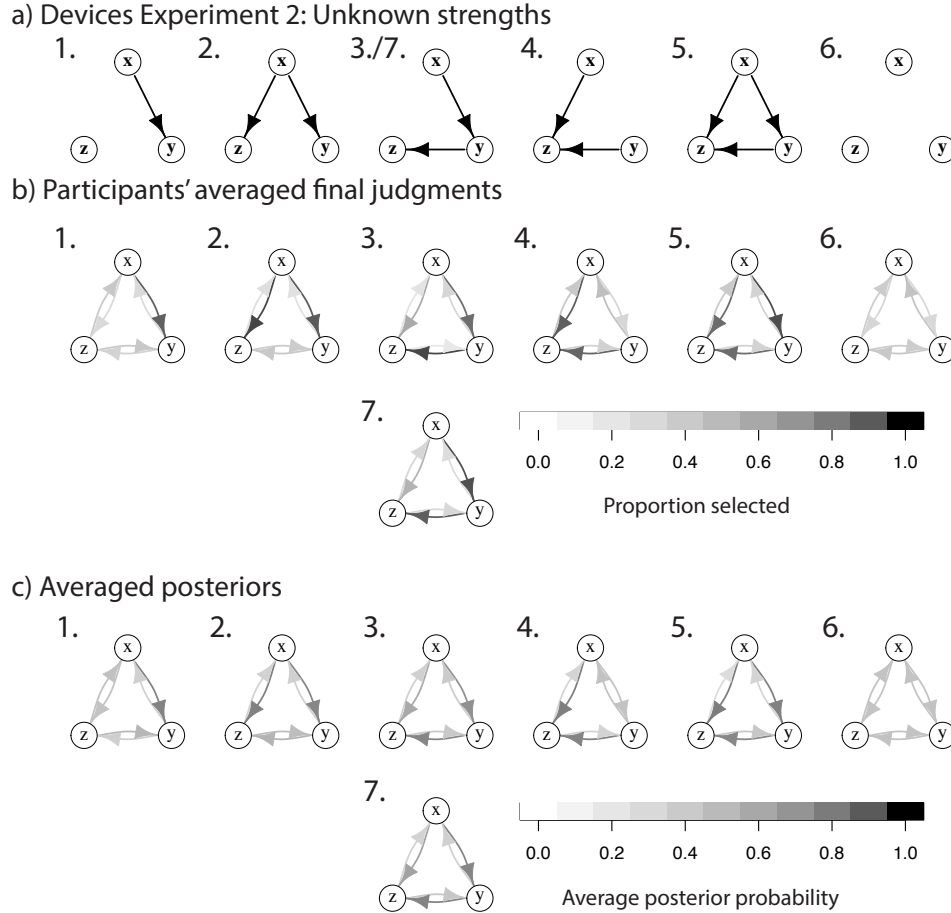 a) Devices Experiment 2: Unknown strengths
1. 2. 3./7. 4. 5. 6.
x x x x x x
z y z y z y z y z y z y
b) Participants' averaged final judgments
1. 2. 3. 4. 5. 6.
x x x x x x
z y z y z y z y z y z y
7.
x
z y
0.0 0.2 0.4 0.6 0.8 1.0
Proportion selected
c) Averaged posteriors
1. 2. 3. 4. 5. 6.
x x x x x x
z y z y z y z y z y z y
7.
x
z y
0.0 0.2 0.4 0.6 0.8 1.0
Average posterior probability